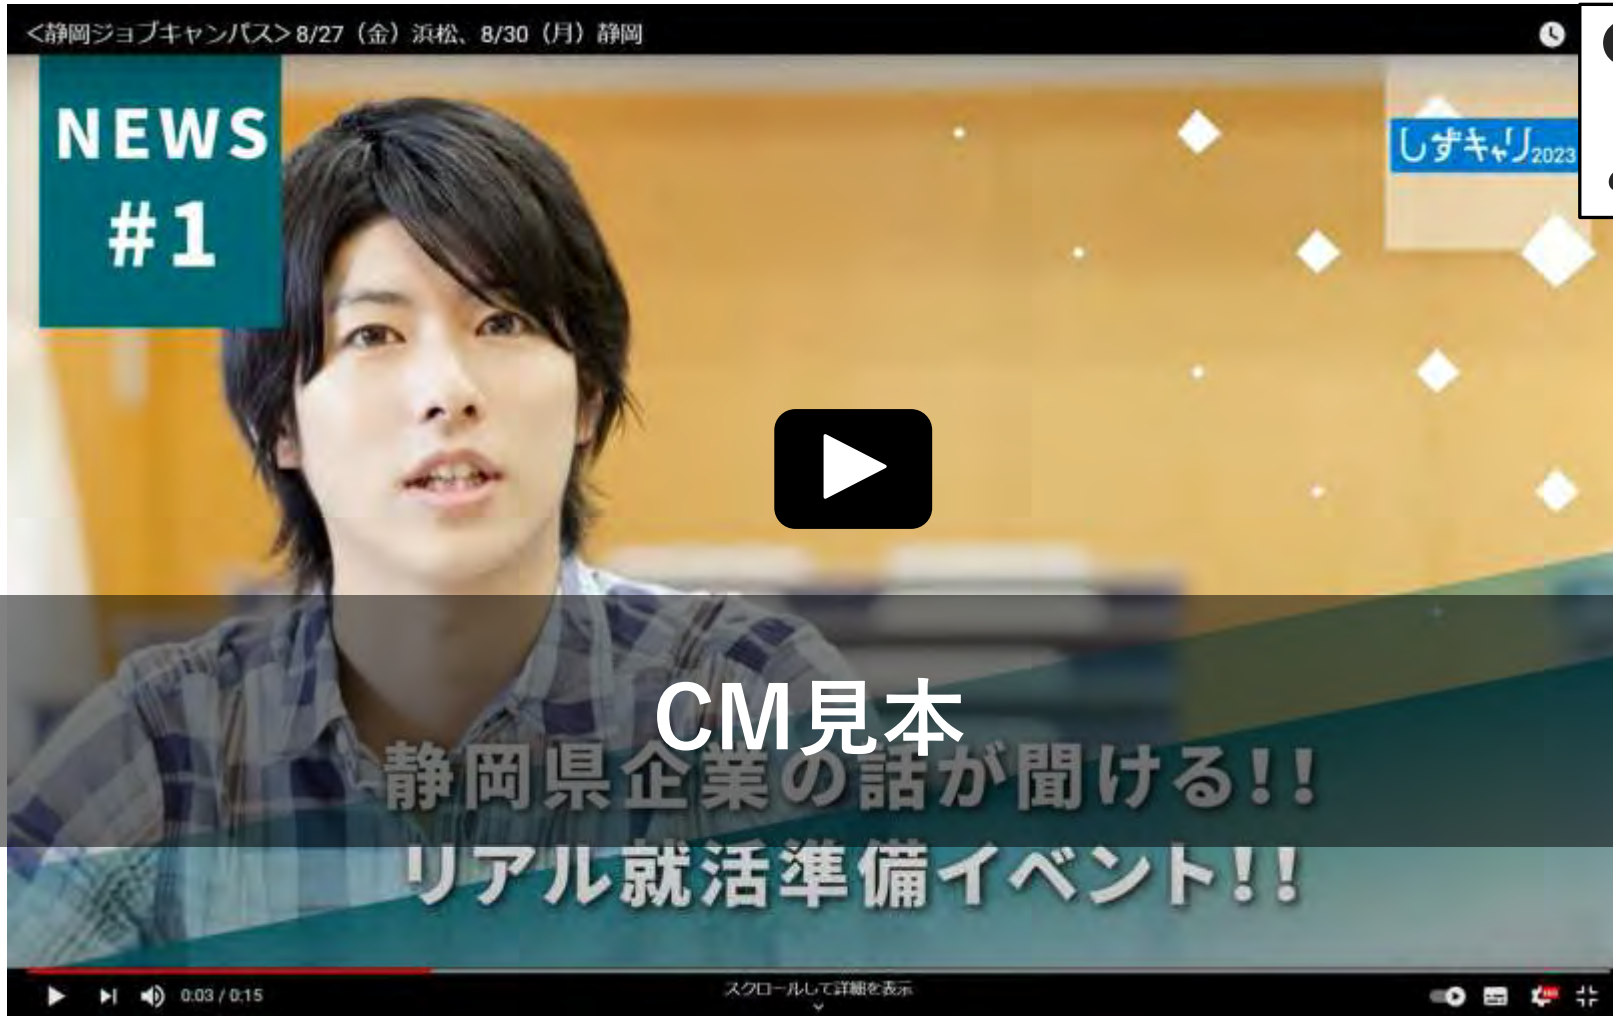 <静岡ジョブキャンパス> 8/27（金）浜松、8/30（月）静岡
NEWS
#1
しずキャリ2023
CM見本
静岡県企業の話が聞ける!!
リアル就活準備イベント!!
0:03 / 0:15
スクロールして詳細を表示